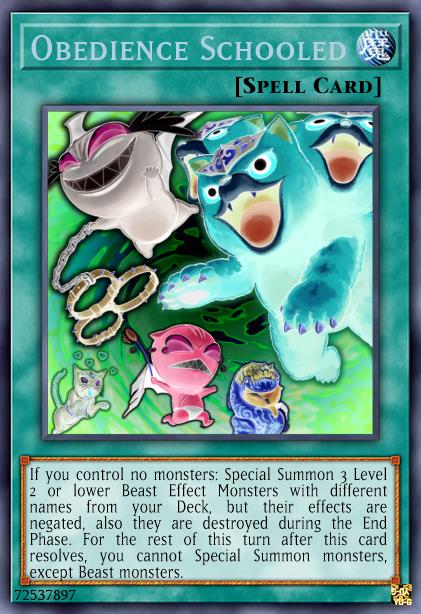 OBEDIENCE SCHOOLED
魔
[SPELL CARD]
If you control no monsters: Special Summon 3 Level
2 or lower Beast Effect Monsters with different
names from your Deck, but their effects are
negated, also they are destroyed during the End
Phase. For the rest of this turn after this card
resolves, you cannot Special Summon monsters,
except Beast monsters.
72537897